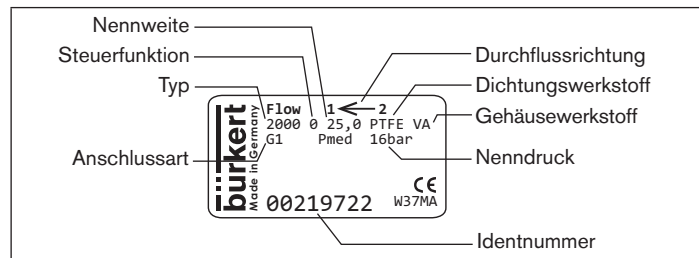 Nennweite
Steuerfunktion
Typ
Anschlussart
Durchflussrichtung
Dichtungswerkstoff
Gehäusewerkstoff
Nenndruck
Identnummer
bürkert
Made in Germany
Flow 1 2
2000 0 25,0 PTFE VA
G1 Pmed 16bar
CE
00219722 W37MA